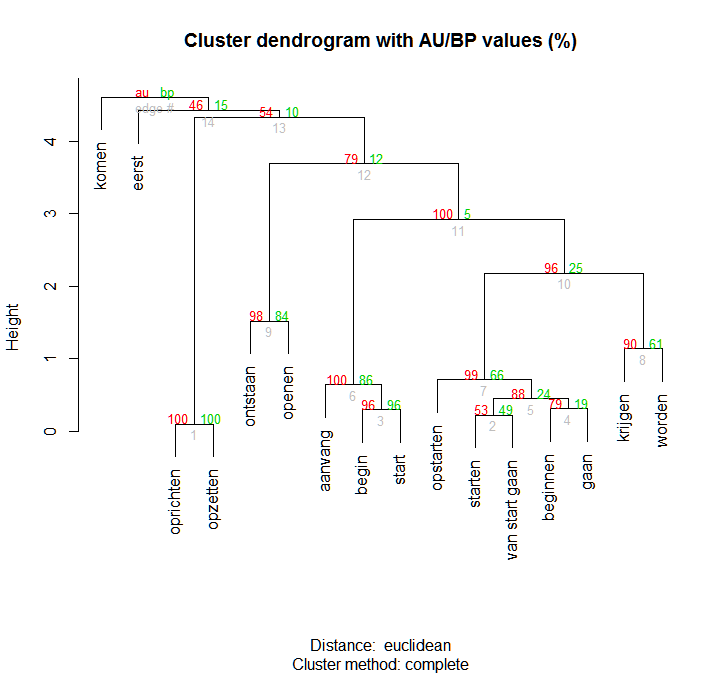 Cluster dendrogram with AU/BP values (%)
au bp
edge #
46 15
14
54 10
13
79 12
12
100 5
11
96 25
10
98 84
9
90 61
8
99 66
7
100 86
6
88 24
5
79 19
4
96 96
3
53 49
2
100 100
1
Height
4
3
2
1
0
komen
eerst
oprichten
opzetten
ontstaan
openen
aanvang
begin
start
opstarten
starten
van start gaan
beginnen
gaan
krijgen
worden
Distance: euclidean
Cluster method: complete